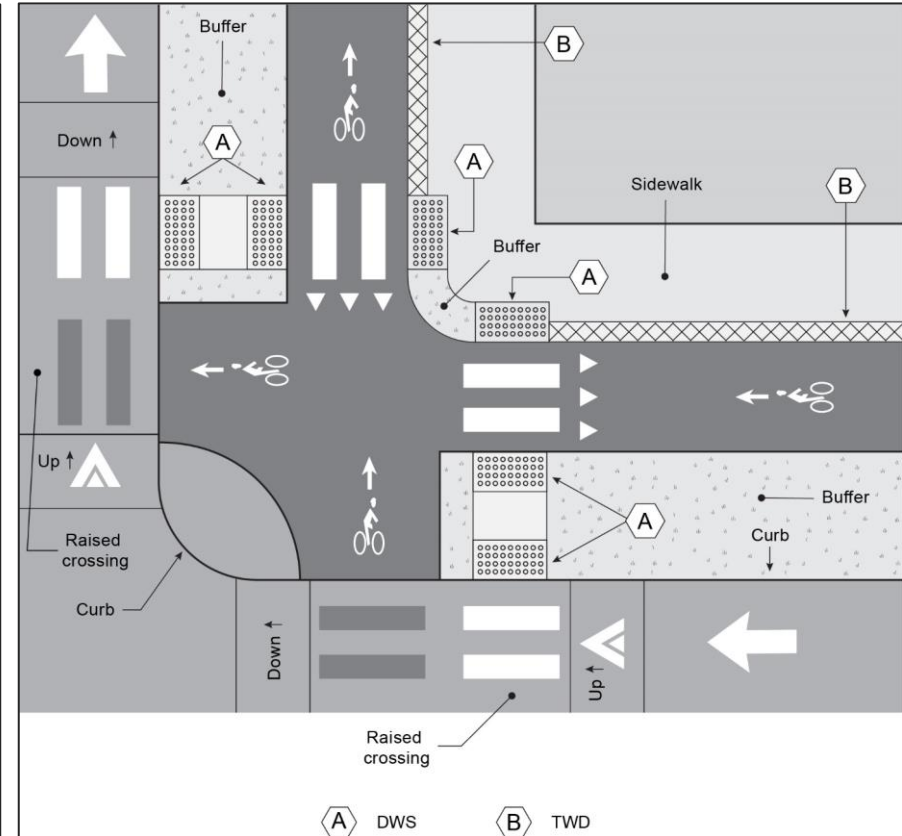 Buffer
B
Down
A
A
Sidewalk
B
Buffer
A
Up
Buffer
A
Curb
Raised
crossing
Curb
Down
Up
Raised
crossing
A DWS B TWD